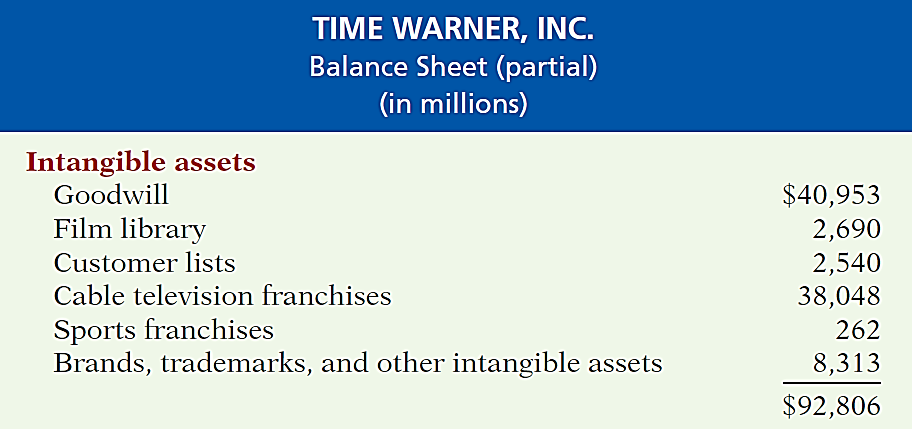 TIME WARNER, INC.
Balance Sheet (partial)
(in millions)
Intangible assets
Goodwill $40,953
Film library 2,690
Customer lists 2,540
Cable television franchises 38,048
Sports franchises 262
Brands, trademarks, and other intangible assets 8,313
$92,806